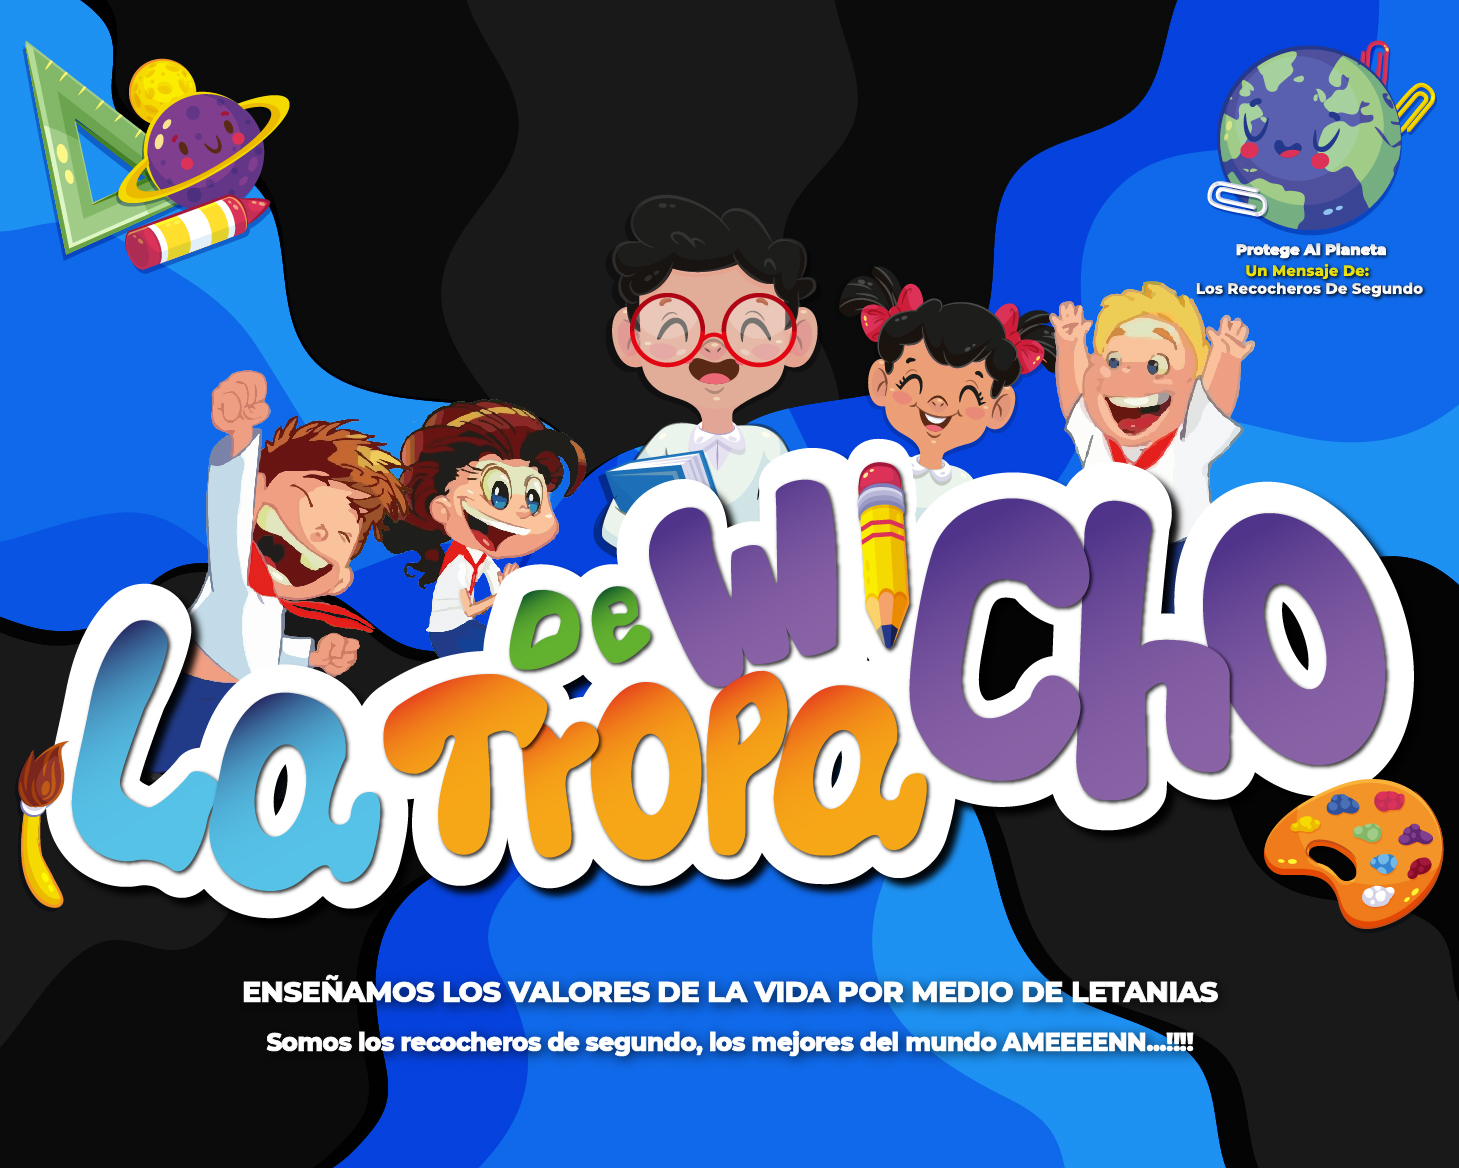 Protege Al Planeta
Un Mensaje De:
Los Recocheros De Segundo
La Tropa
De Wicho
ENSEÑAMOS LOS VALORES DE LA VIDA POR MEDIO DE LETANIAS
Somos los recocheros de segundo, los mejores del mundo AMEEEENN...!!!!